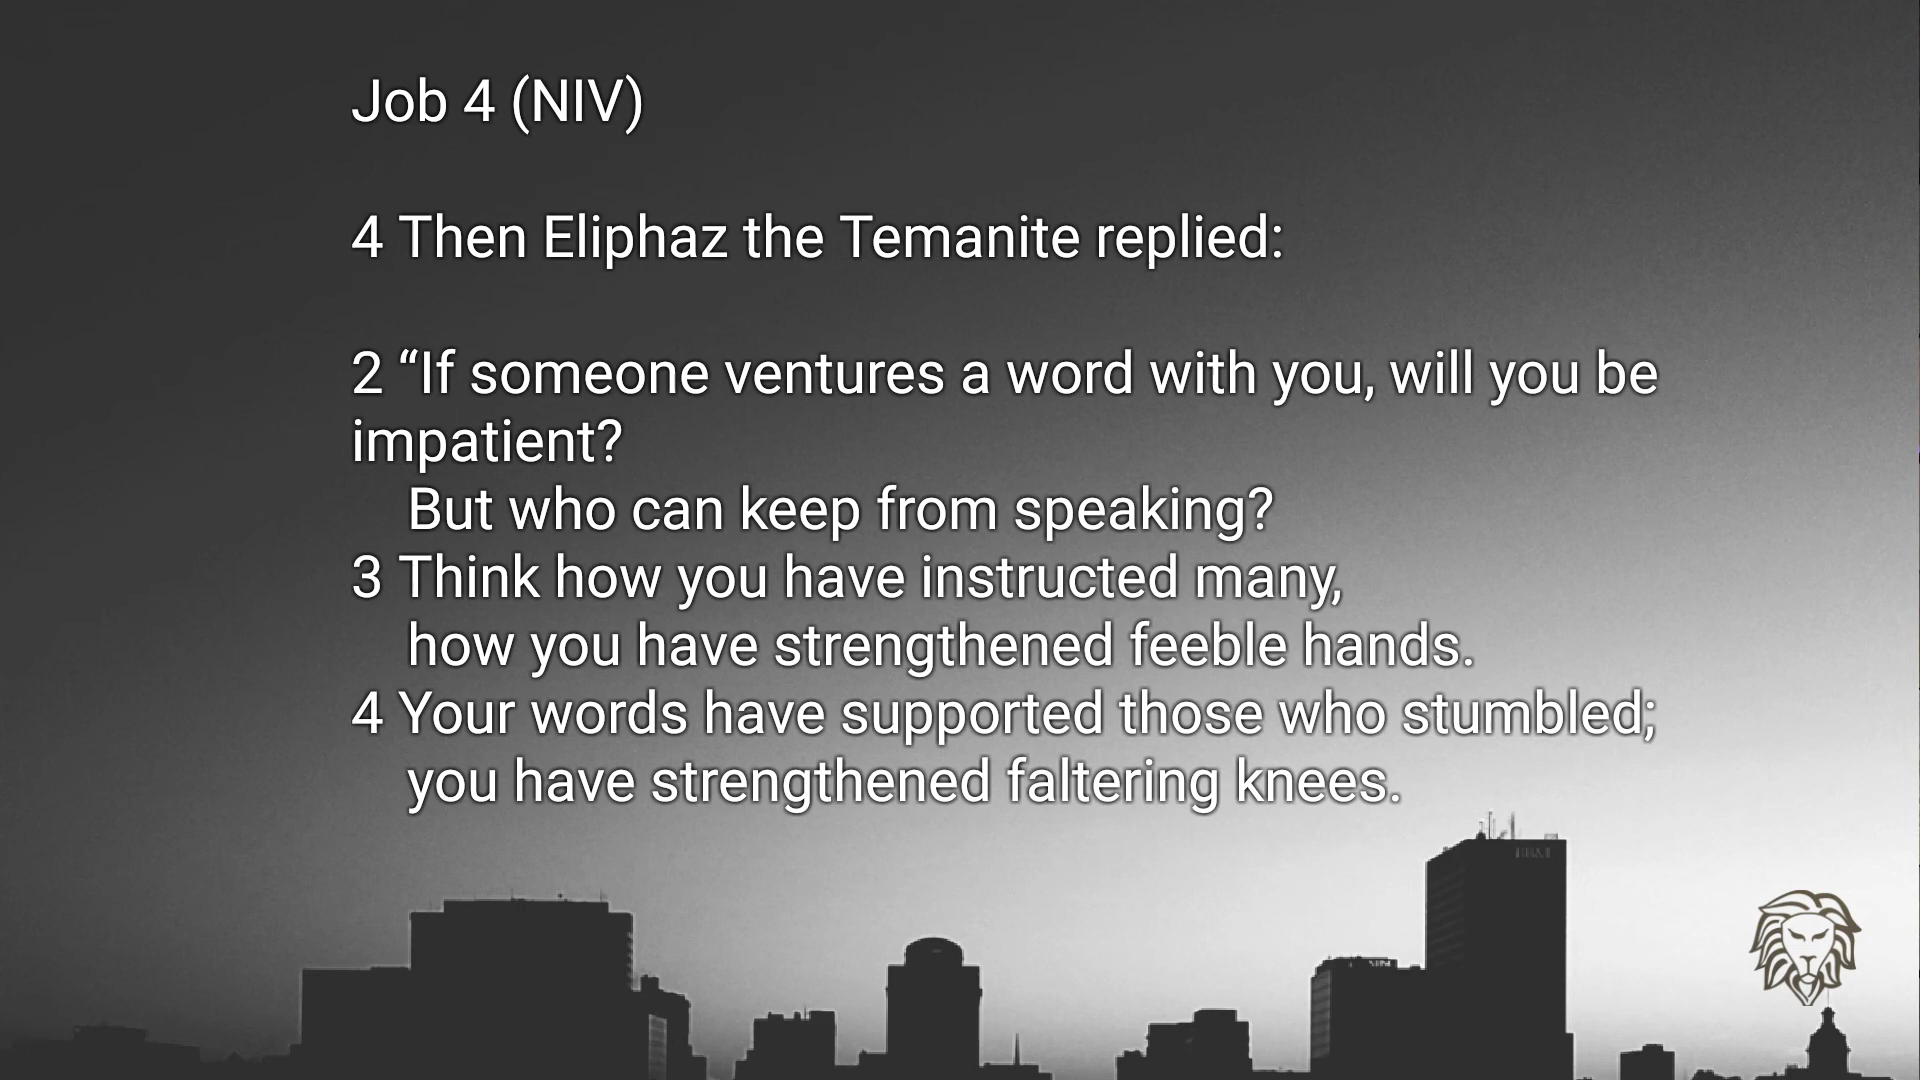 Job 4 (NIV)
4 Then Eliphaz the Temanite replied:
2 “If someone ventures a word with you, will you be
impatient?
But who can keep from speaking?
3 Think how you have instructed many,
how you have strengthened feeble hands.
4 Your words have supported those who stumbled;
you have strengthened faltering knees.